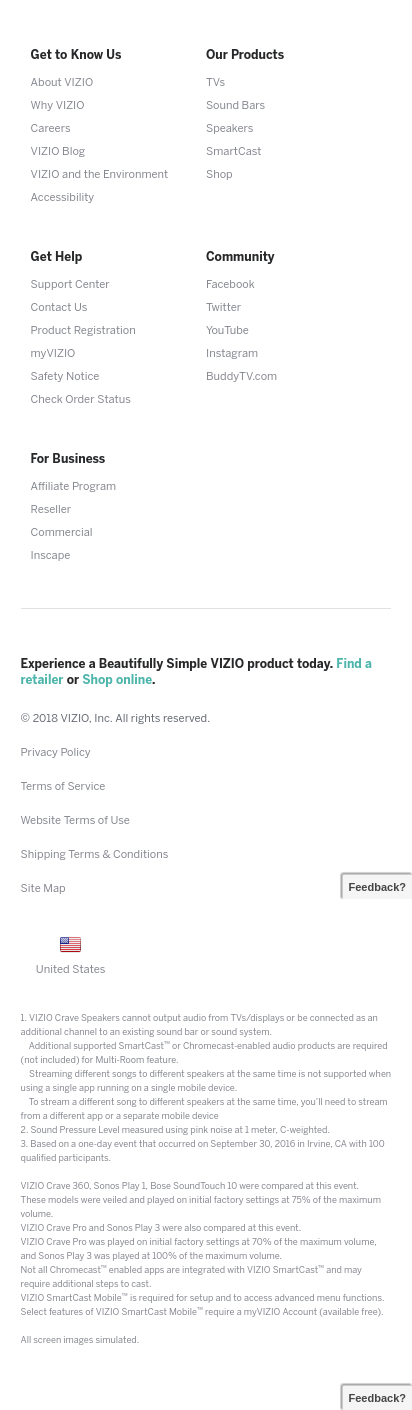 Get to Know Us
About VIZIO
Why VIZIO
Careers
VIZIO Blog
VIZIO and the Environment
Accessibility
Our Products
TVs
Sound Bars
Speakers
SmartCast
Shop
Get Help
Support Center
Contact Us
Product Registration
myVIZIO
Safety Notice
Check Order Status
Community
Facebook
Twitter
YouTube
Instagram
BuddyTV.com
For Business
Affiliate Program
Reseller
Commercial
Inscape
Experience a Beautifully Simple VIZIO product today. Find a
retailer or Shop online.
© 2018 VIZIO, Inc. All rights reserved.
Privacy Policy
Terms of Service
Website Terms of Use
Shipping Terms & Conditions
Site Map
Feedback?
United States
1. VIZIO Crave Speakers cannot output audio from TVs/displays or be connected as an
additional channel to an existing sound bar or sound system.
Additional supported SmartCast™ or Chromecast-enabled audio products are required
(not included) for Multi-Room feature.
Streaming different songs to different speakers at the same time is not supported when
using a single app running on a single mobile device.
To stream a different song to different speakers at the same time, you'll need to stream
from a different app or a separate mobile device
2. Sound Pressure Level measured using pink noise at 1 meter, C-weighted.
3. Based on a one-day event that occurred on September 30, 2016 in Irvine, CA with 100
qualified participants.
VIZIO Crave 360, Sonos Play 1, Bose SoundTouch 10 were compared at this event.
These models were veiled and played on initial factory settings at 75% of the maximum
volume.
VIZIO Crave Pro and Sonos Play 3 were also compared at this event.
VIZIO Crave Pro was played on initial factory settings at 70% of the maximum volume,
and Sonos Play 3 was played at 100% of the maximum volume.
Not all Chromecast™ enabled apps are integrated with VIZIO SmartCast™ and may
require additional steps to cast.
VIZIO SmartCast Mobile™ is required for setup and to access advanced menu functions.
Select features of VIZIO SmartCast Mobile™ require a myVIZIO Account (available free).
All screen images simulated.
Feedback?